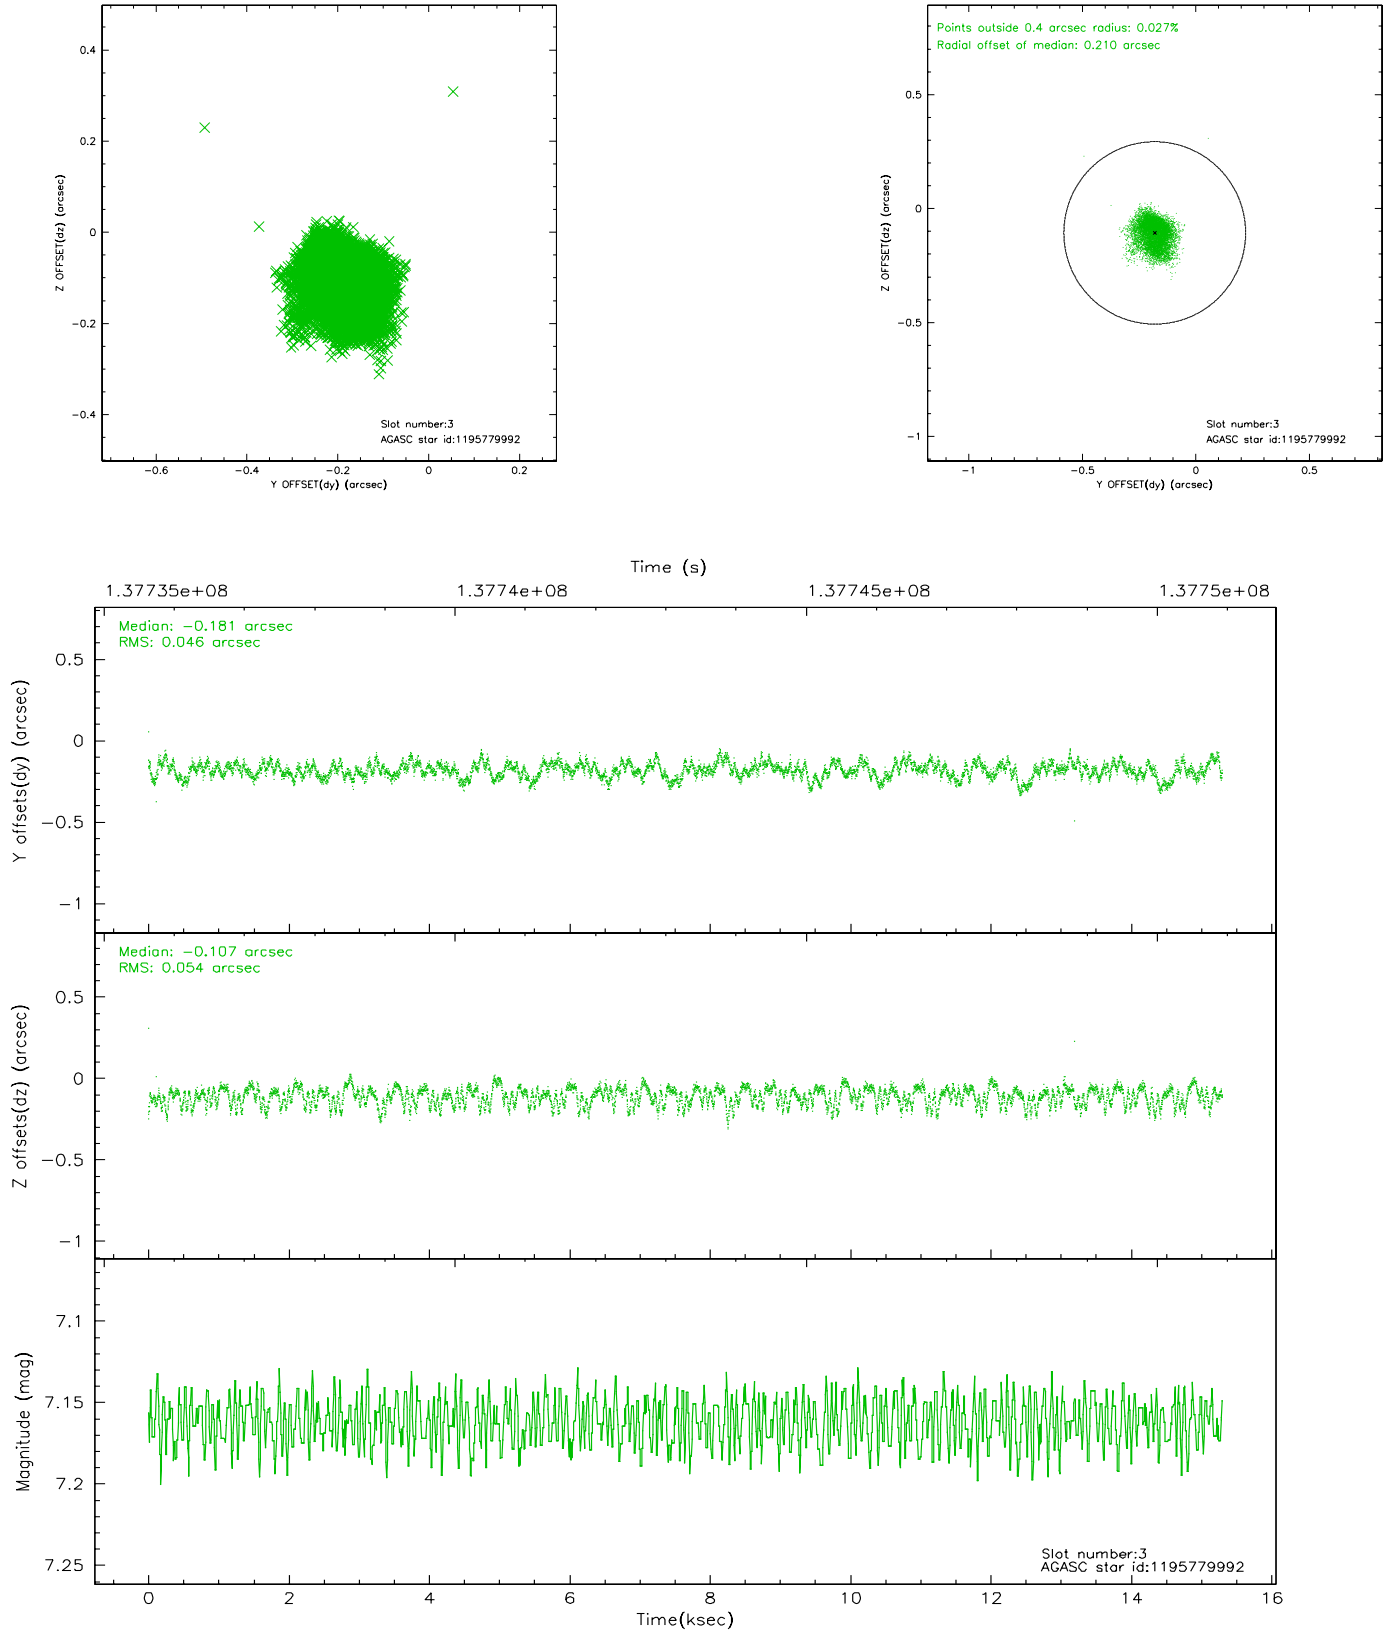 0.4
0.2
0
−0.2
−0.4
Z OFFSET(dz) (arcsec)
Slot number:3
AGASC star id:1195779992
−0.6 −0.4 −0.2 0 0.2
Y OFFSET(dy) (arcsec)
Points outside 0.4 arcsec radius: 0.027%
Radial offset of median: 0.210 arcsec
0.5
0
−0.5
−1
Z OFFSET(dz) (arcsec)
Slot number:3
AGASC star id:1195779992
−1 −0.5 0 0.5
Y OFFSET(dy) (arcsec)
Time (s)
1.37735e+08 1.3774e+08 1.37745e+08 1.3775e+08
Median: −0.181 arcsec
RMS: 0.046 arcsec
0.5
0
−0.5
−1
Y offsets(dy) (arcsec)
Median: −0.107 arcsec
RMS: 0.054 arcsec
0.5
0
−0.5
−1
Z offsets(dz) (arcsec)
7.1
7.15
7.2
7.25
Magnitude (mag)
Slot number:3
AGASC star id:1195779992
0 2 4 6 8 10 12 14 16
Time(ksec)